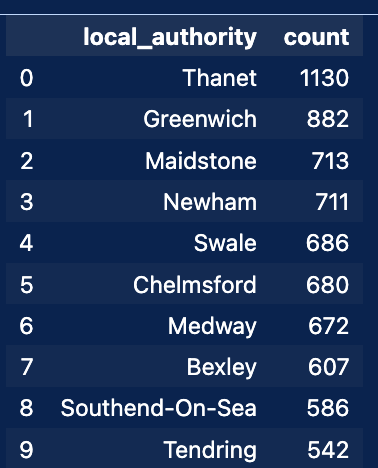 local_authority count
0 Thanet 1130
1 Greenwich 882
2 Maidstone 713
3 Newham 711
4 Swale 686
5 Chelmsford 680
6 Medway 672
7 Bexley 607
8 Southend-On-Sea 586
9 Tendring 542